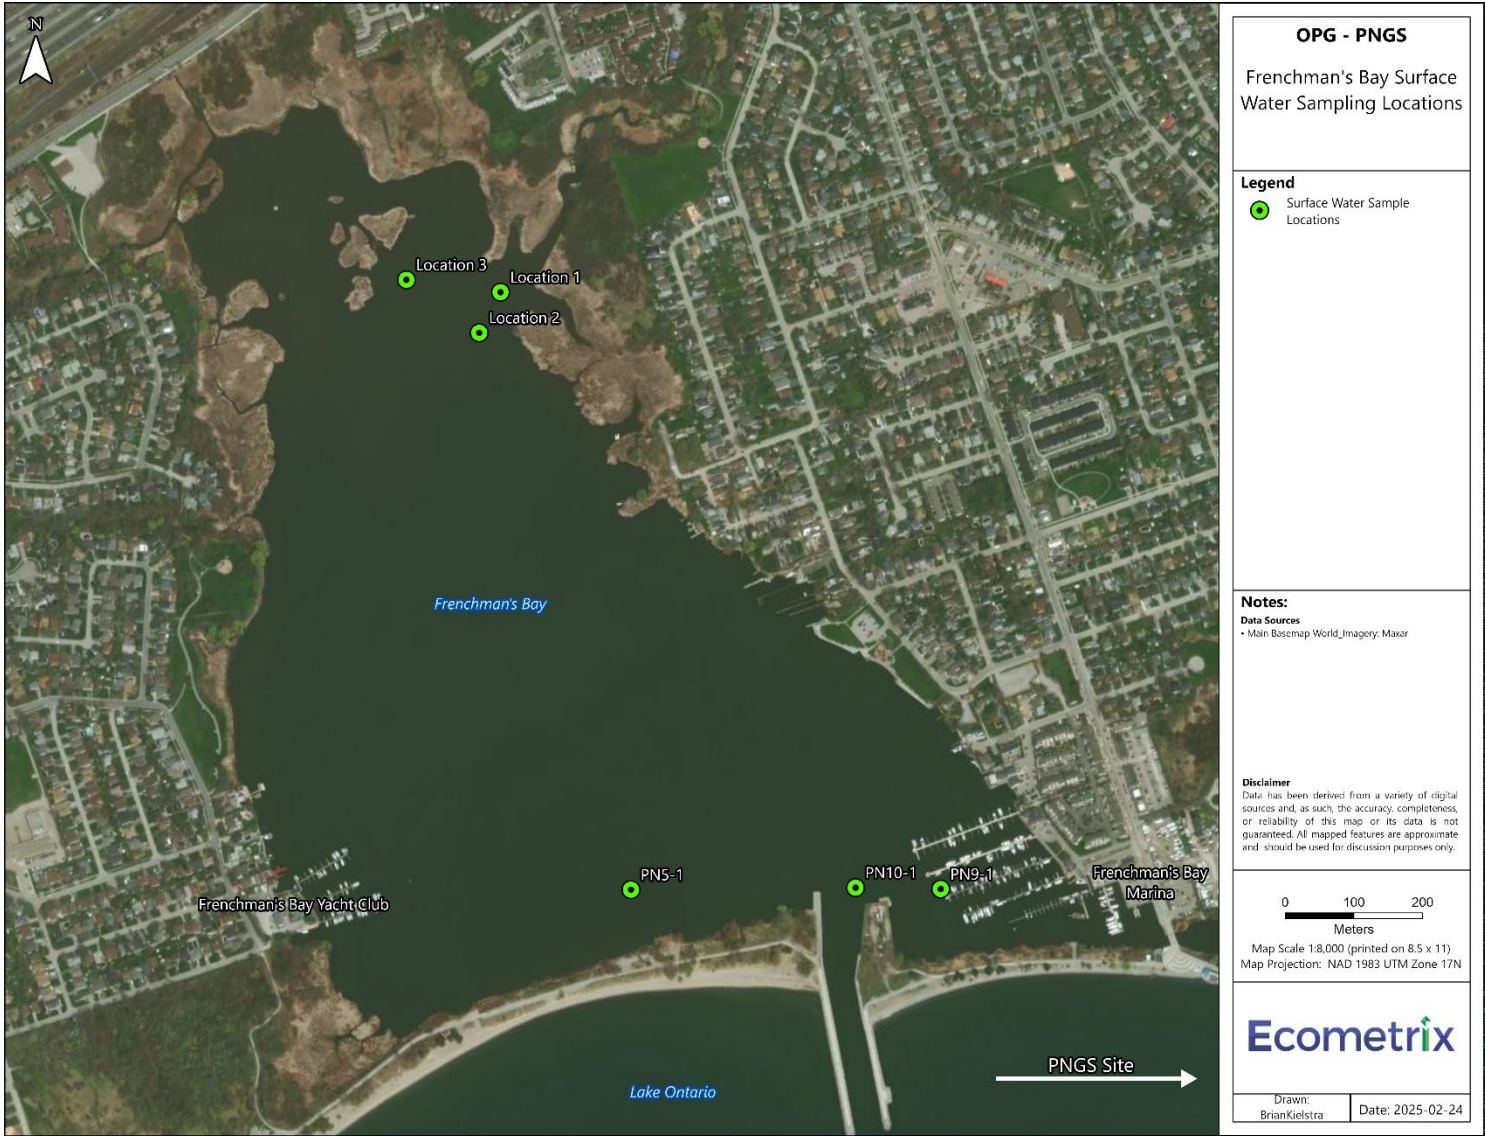 N
Location 3
Location 1
Location 2
Frenchman's Bay
PN5-1
PN10-1
PN9-1
Frenchman's Bay
Marina
Frenchman's Bay Yacht Club
PNGS Site
Lake Ontario
OPG - PNGS
Frenchman's Bay Surface
Water Sampling Locations
Legend
Surface Water Sample
Locations
Notes:
Data Sources
• Main Basemap World_Imagery: Maxar
Disclaimer
Data has been derived from a variety of digital
sources and, as such, the accuracy, completeness,
or reliability of this map or its data is not
guaranteed. All mapped features are approximate
and should be used for discussion purposes only.
0 100 200
Meters
Map Scale 1:8,000 (printed on 8.5 x 11)
Map Projection: NAD 1983 UTM Zone 17N
Ecometrix
Drawn:
BrianKielstra
Date: 2025-02-24